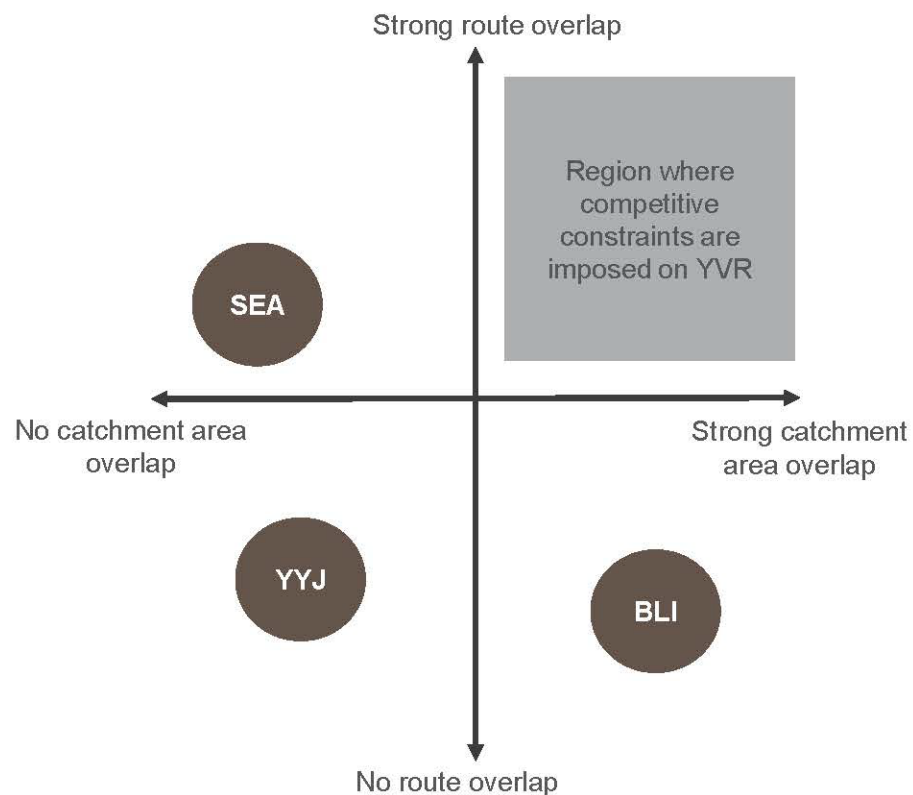 Strong route overlap
Region where
competitive
constraints are
imposed on YVR
SEA
No catchment area
overlap
Strong catchment
area overlap
YYJ
BLI
No route overlap